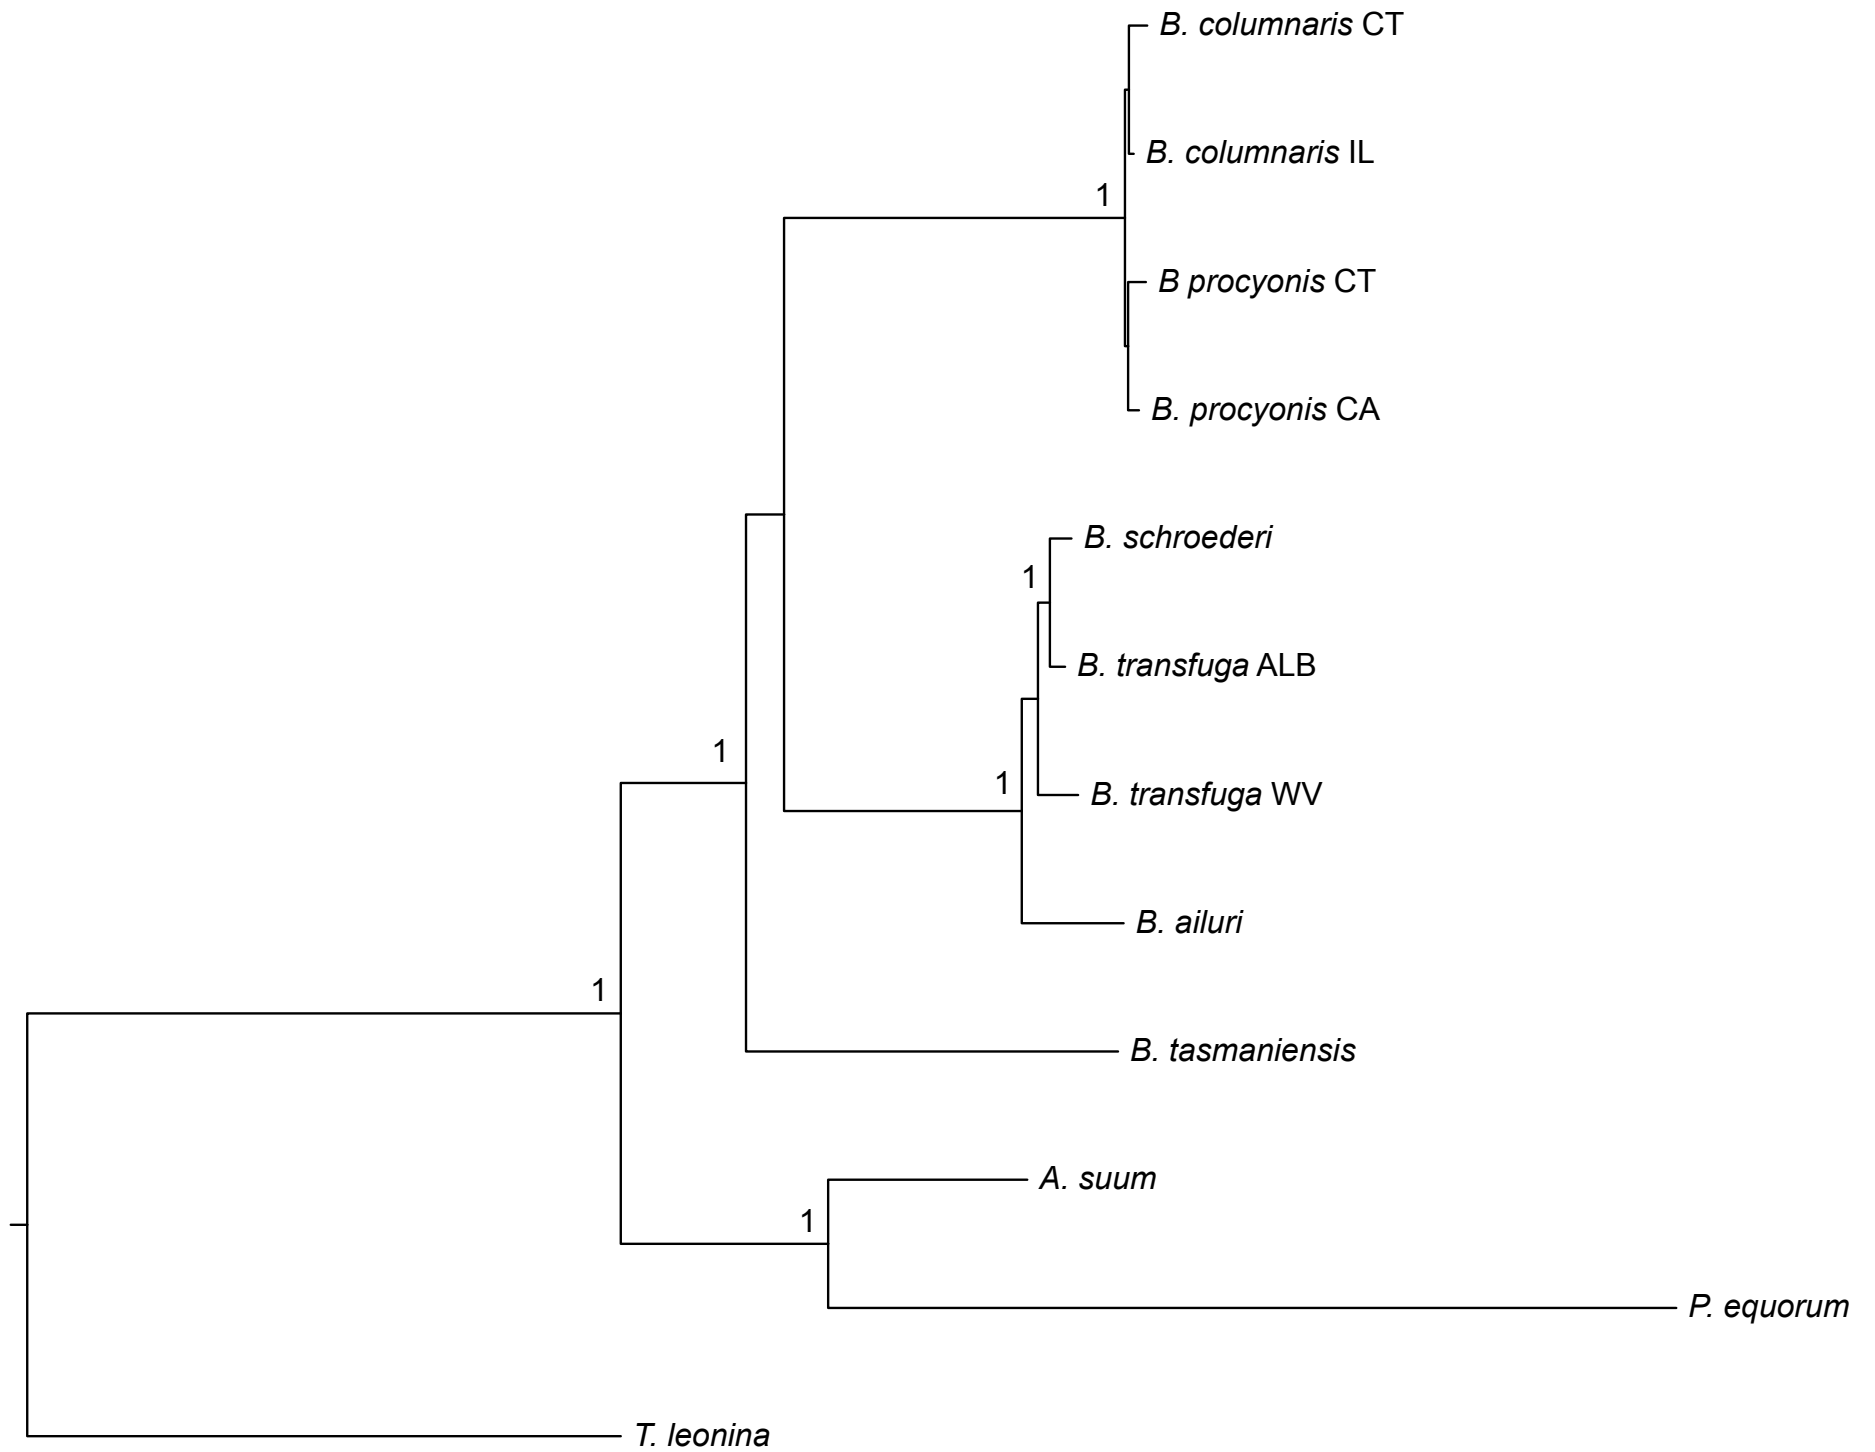 B. columnaris CT
B. columnaris IL
1
B procyonis CT
B. procyonis CA
B. schroederi
1
B. transfuga ALB
1
1
B. transfuga WV
B. ailuri
1
B. tasmaniensis
A. suum
1
P. equorum
T. leonina